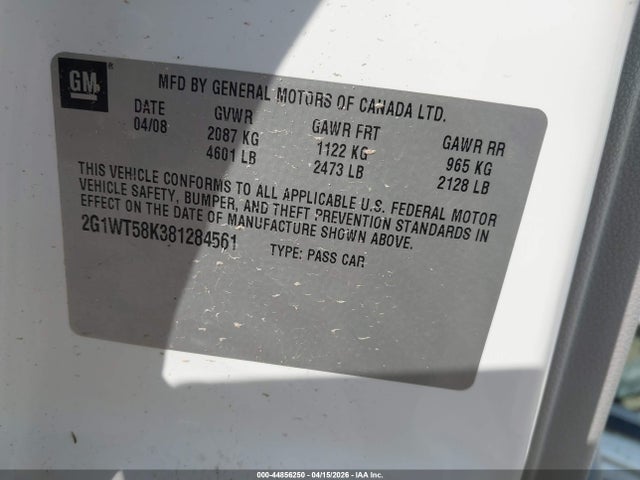 GM ®
MFD BY GENERAL MOTORS OF CANADA LTD.
DATE GVWR GAWR FRT GAWR RR
04/08 2087 KG 1122 KG 965 KG
4601 LB 2473 LB 2128 LB
THIS VEHICLE CONFORMS TO ALL APPLICABLE U.S. FEDERAL MOTOR
VEHICLE SAFETY, BUMPER, AND THEFT PREVENTION STANDARDS IN
EFFECT ON THE DATE OF MANUFACTURE SHOWN ABOVE.
2G1WT58K381284561 TYPE: PASS CAR
000-44856250 - 04/15/2026 - IAA Inc.